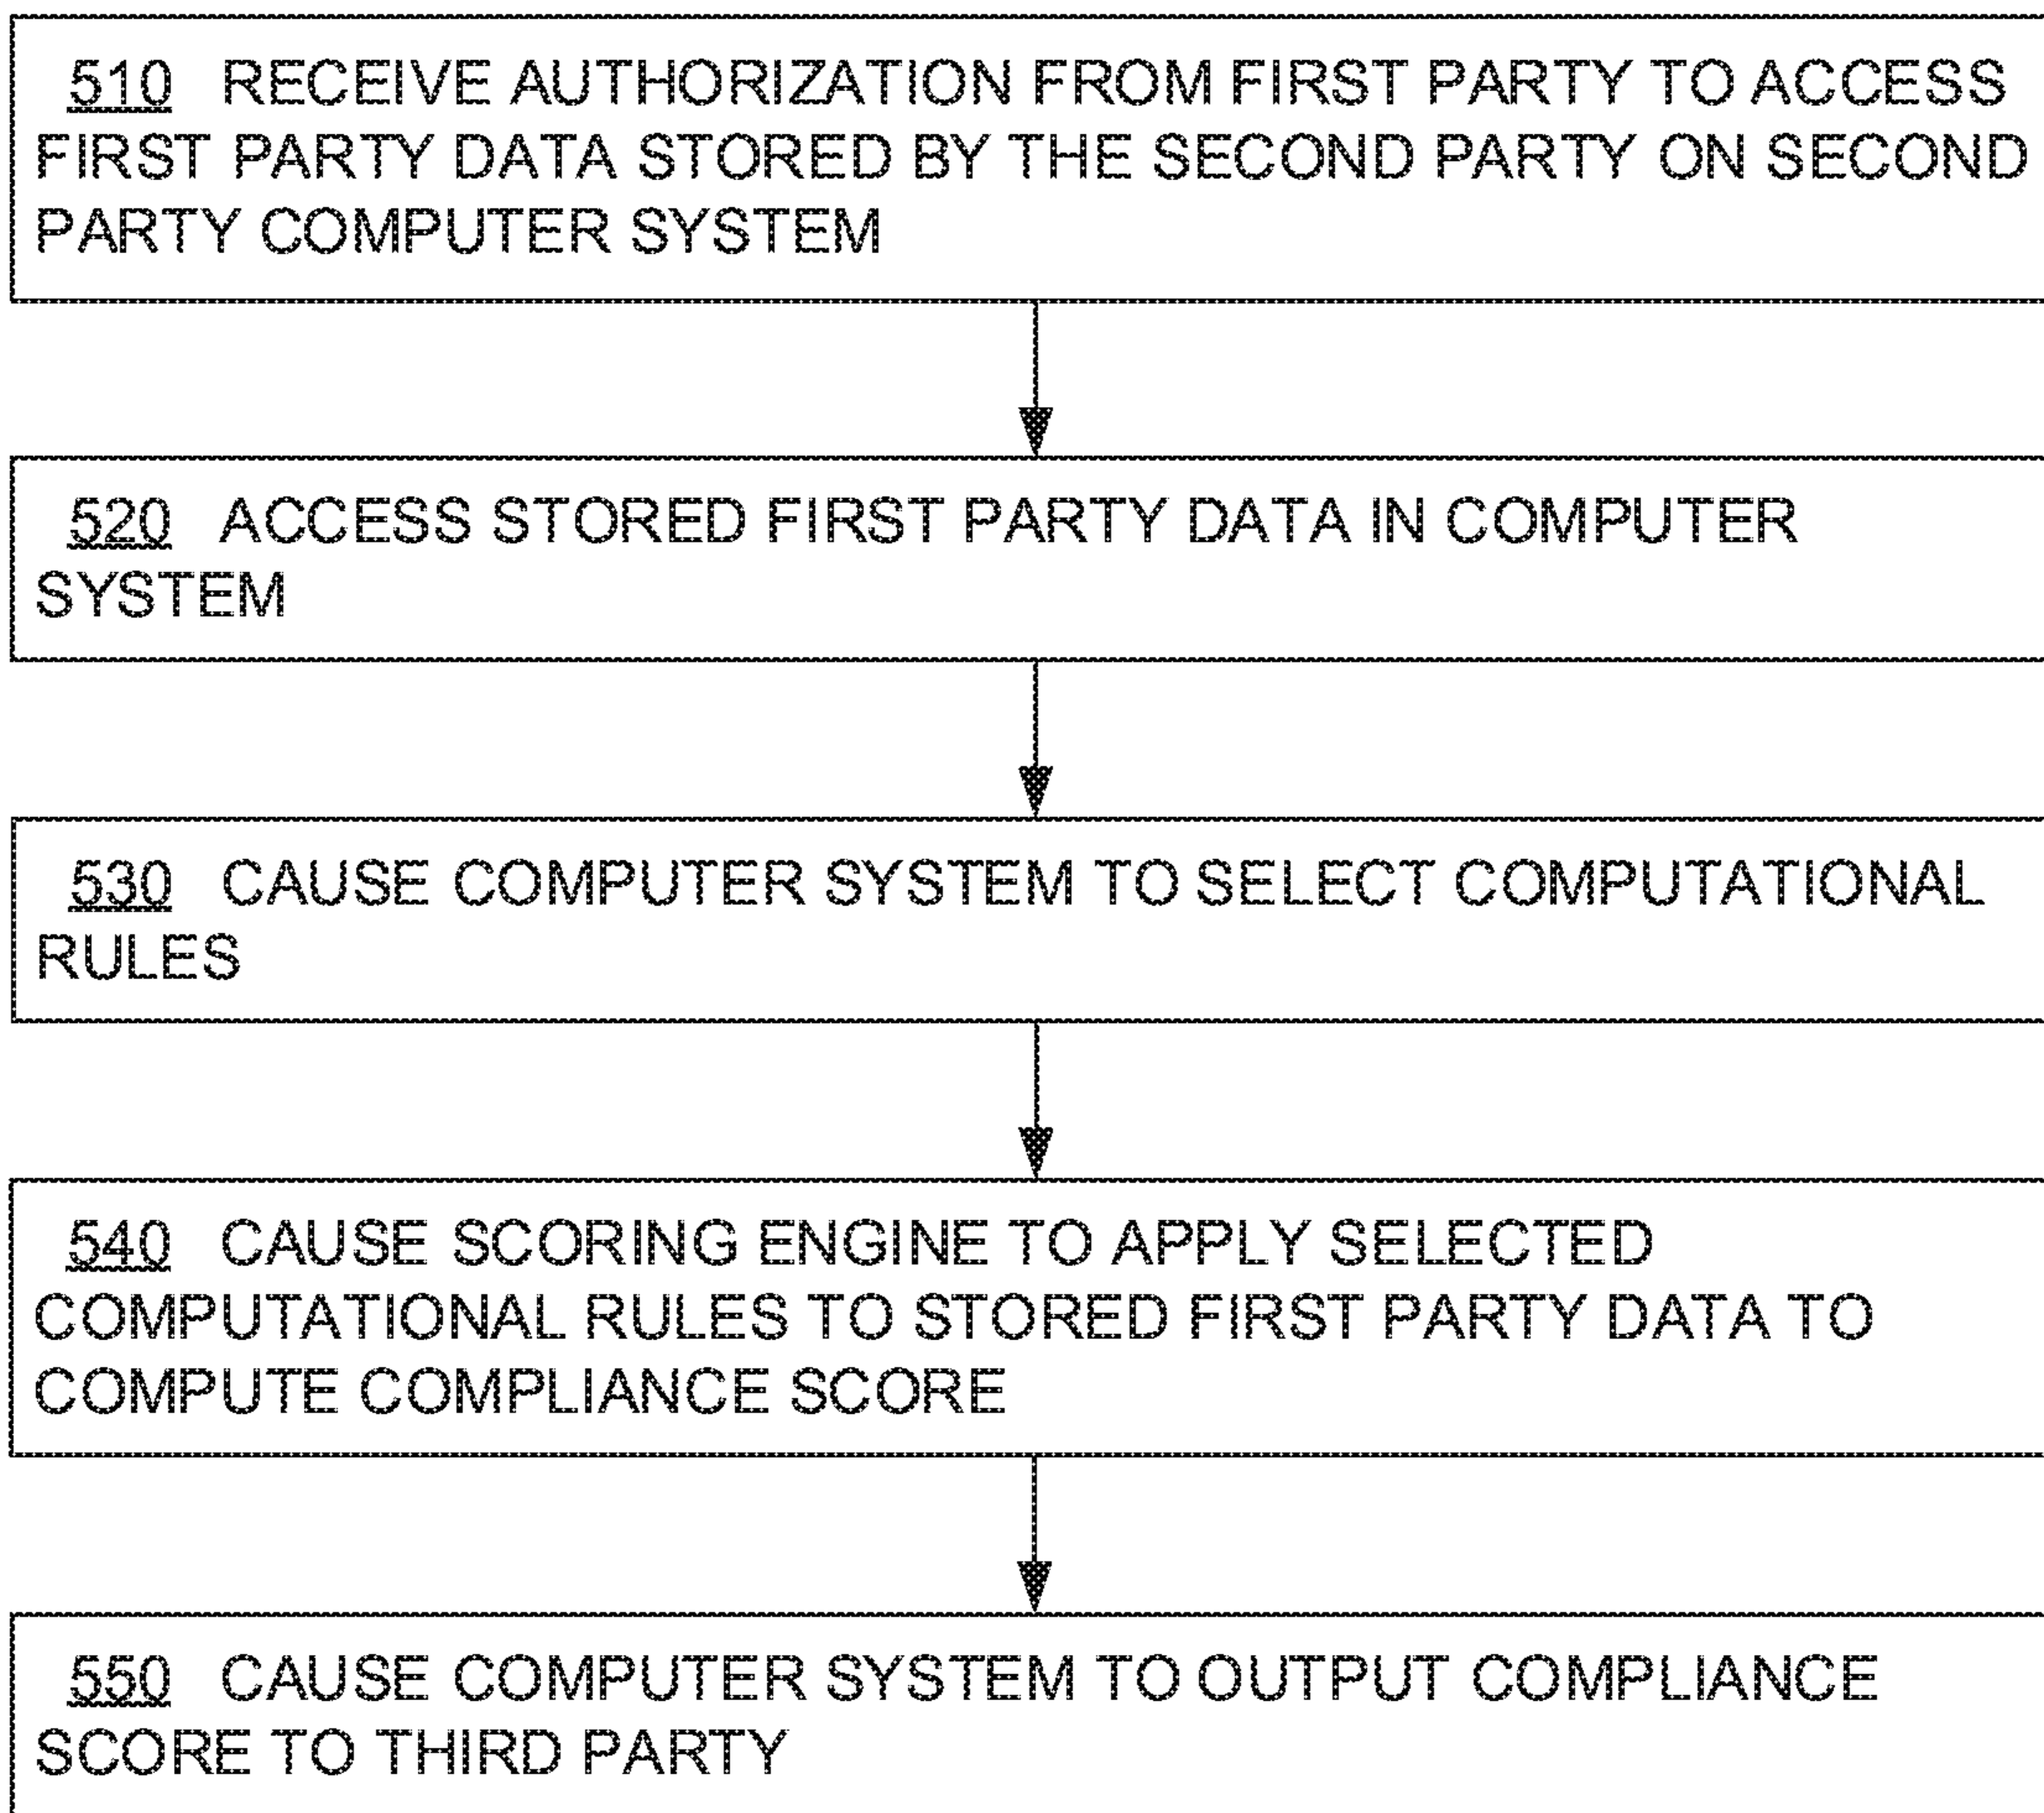 510 RECEIVE AUTHORIZATION FROM FIRST PARTY TO ACCESS
FIRST PARTY DATA STORED BY THE SECOND PARTY ON SECOND
PARTY COMPUTER SYSTEM
520 ACCESS STORED FIRST PARTY DATA IN COMPUTER
SYSTEM
530 CAUSE COMPUTER SYSTEM TO SELECT COMPUTATIONAL
RULES
540 CAUSE SCORING ENGINE TO APPLY SELECTED
COMPUTATIONAL RULES TO STORED FIRST PARTY DATA TO
COMPUTE COMPLIANCE SCORE
550 CAUSE COMPUTER SYSTEM TO OUTPUT COMPLIANCE
SCORE TO THIRD PARTY